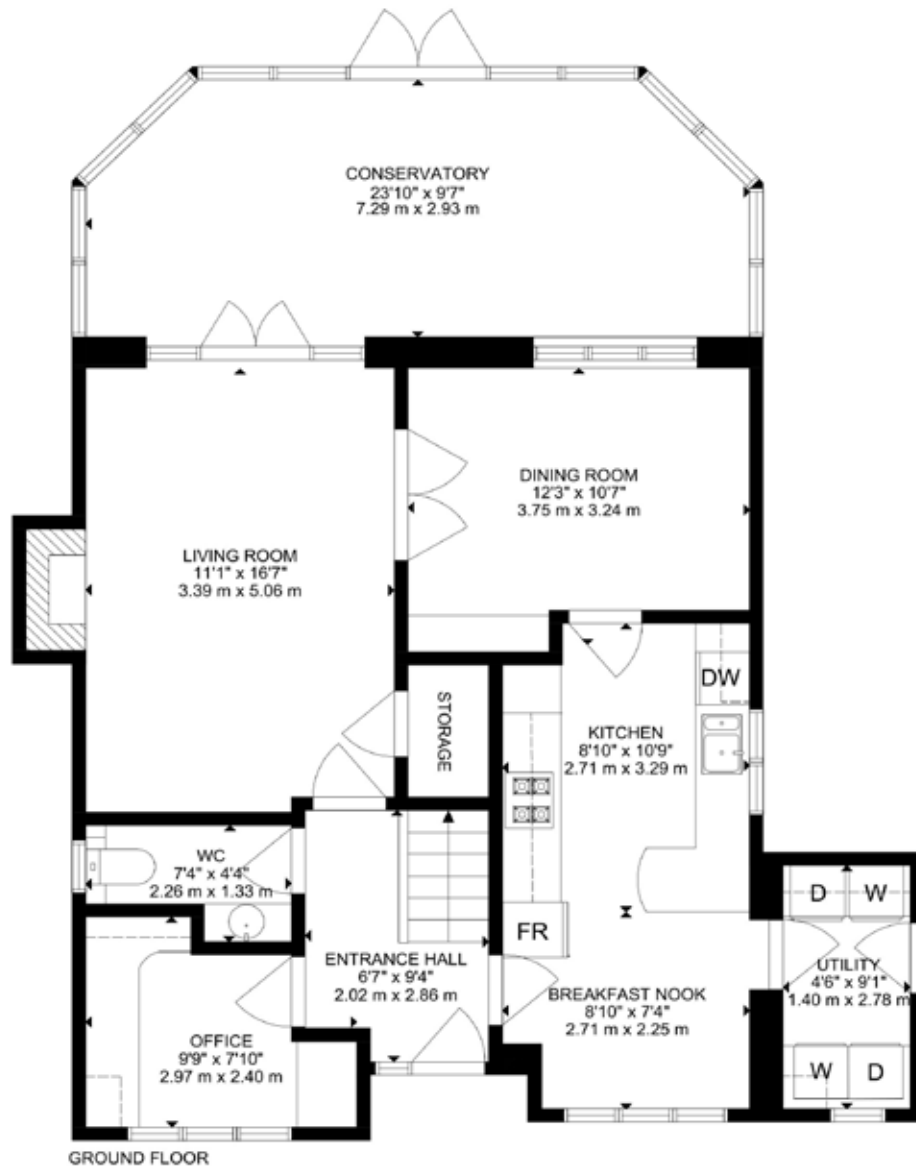 CONSERVATORY
23'10" x 9'7"
7.29 m x 2.93 m
DINING ROOM
12'3" x 10'7"
3.75 m x 3.24 m
LIVING ROOM
11'1" x 16'7"
3.39 m x 5.06 m
STORAGE
DW
KITCHEN
8'10" x 10'9"
2.71 m x 3.29 m
WC
7'4" x 4'4"
2.26 m x 1.33 m
D W
FR
ENTRANCE HALL
6'7" x 9'4"
2.02 m x 2.86 m
UTILITY
4'6" x 9'1"
1.40 m x 2.78 m
BREAKFAST NOOK
8'10" x 7'4"
2.71 m x 2.25 m
OFFICE
9'9" x 7'10"
2.97 m x 2.40 m
W D
GROUND FLOOR